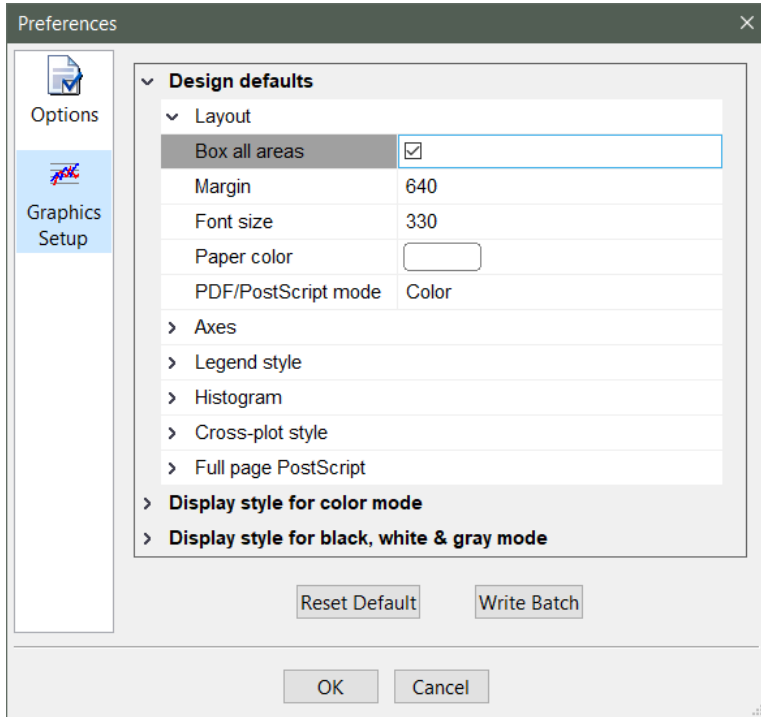 Preferences
Options
Graphics
Setup
Design defaults
Layout
Box all areas
Margin 640
Font size 330
Paper color
PDF/PostScript mode Color
Axes
Legend style
Histogram
Cross-plot style
Full page PostScript
Display style for color mode
Display style for black, white & gray mode
Reset Default Write Batch
OK Cancel